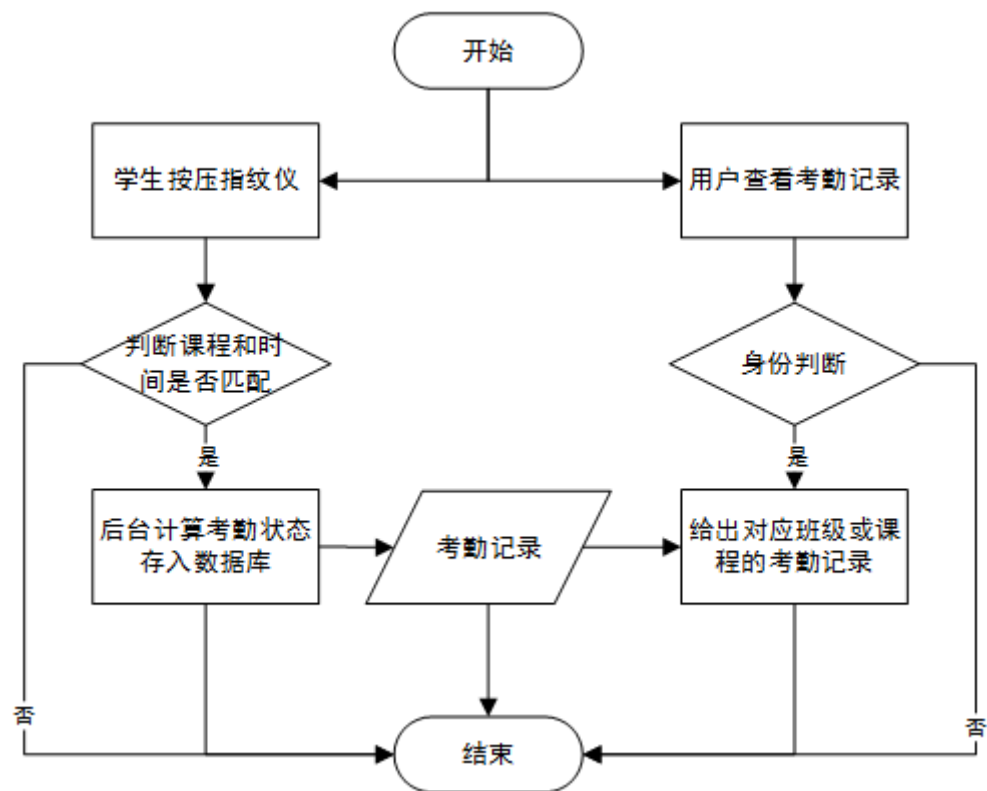 开始
学生按压指纹仪
用户查看考勤记录
判断课程和时
间是否匹配
身份判断
是
是
后台计算考勤状态
存入数据库
考勤记录
给出对应班级或课
程的考勤记录
否
否
结束